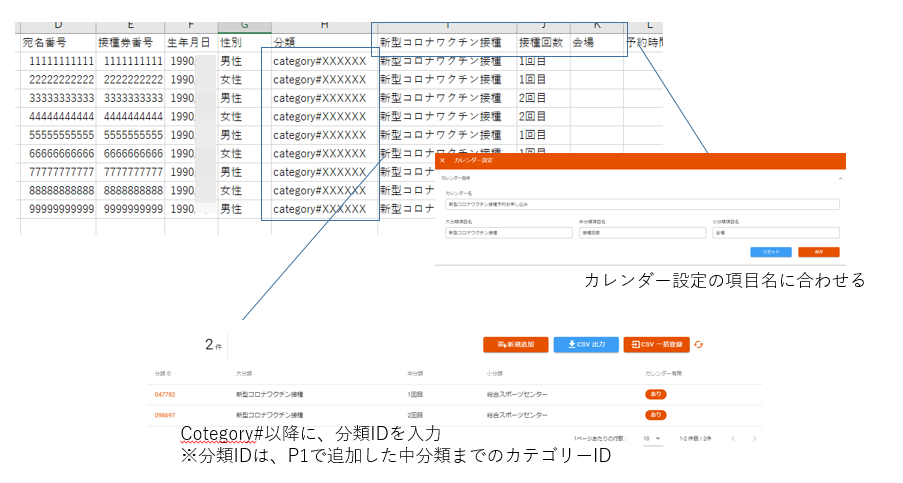 D E F G H I J K L
宛名番号 接種券番号 生年月日 性別 分類 新型コロナワクチン接種 接種回数 会場 予約時間
11111111111 1111111111 1990 男性 category#XXXXXX 新型コロナワクチン接種 1回目
22222222222 2222222222 1990 女性 category#XXXXXX 新型コロナワクチン接種 1回目
33333333333 3333333333 1990 男性 category#XXXXXX 新型コロナワクチン接種 2回目
44444444444 4444444444 1990 女性 category#XXXXXX 新型コロナワクチン接種 2回目
55555555555 5555555555 1990 男性 category#XXXXXX 新型コロナワクチン接種 1回目
66666666666 6666666666 1990 女性 category#XXXXXX 新型コロナワクチン接種 1回目
77777777777 7777777777 1990 男性 category#XXXXXX 新型コロナ
88888888888 8888888888 1990 女性 category#XXXXXX 新型コロナ
99999999999 9999999999 1990 男性 category#XXXXXX 新型コロナ
× カレンダー設定
カレンダー名
新型コロナワクチン接種予約お申し込み
大分類項目名 中分類項目名 小分類項目名
新型コロナワクチン接種 接種回数 会場
リセット 保存
カレンダー設定の項目名に合わせる
2 件
新規追加 CSV 出力 CSV 一括登録
分類 ID 大分類 中分類 小分類 カレンダー有無
047782 新型コロナワクチン接種 1回目 総合スポーツセンター あり
098697 新型コロナワクチン接種 2回目 総合スポーツセンター あり
Cotegory#以降に、分類IDを入力
1ページあたりの行数： 10 1-2 件目 / 2件
※分類IDは、P1で追加した中分類までのカテゴリーID